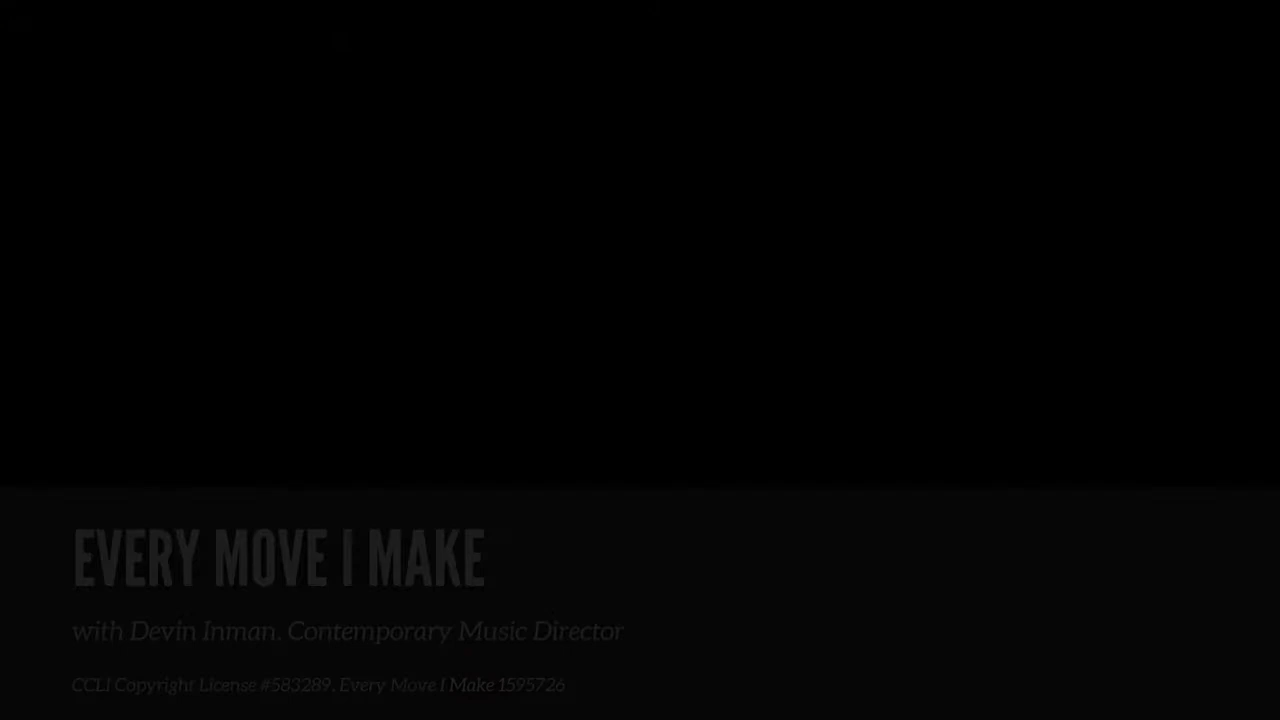 EVERY MOVE I MAKE
with Devin Inman, Contemporary Music Director
CCLI Copyright License #583289, Every Move I Make 1595726